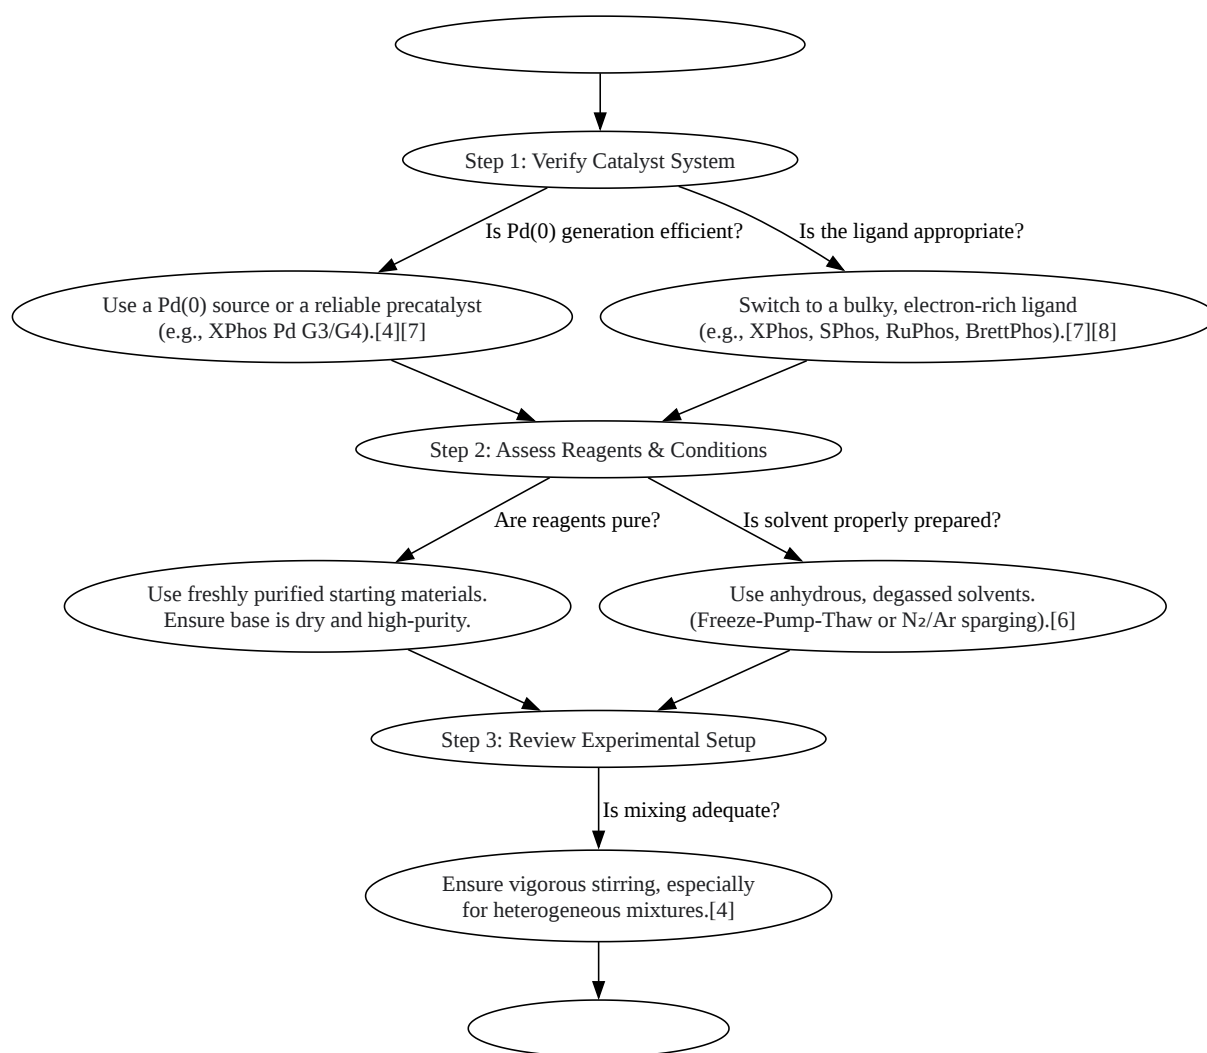 Step 1: Verify Catalyst System
Is Pd(0) generation efficient?
Is the ligand appropriate?
Use a Pd(0) source or a reliable precatalyst
(e.g., XPhos Pd G3/G4).[4][7]
Switch to a bulky, electron-rich ligand
(e.g., XPhos, SPhos, RuPhos, BrettPhos).[7][8]
Step 2: Assess Reagents & Conditions
Are reagents pure?
Is solvent properly prepared?
Use freshly purified starting materials.
Ensure base is dry and high-purity.
Use anhydrous, degassed solvents.
(Freeze-Pump-Thaw or N₂/Ar sparging).[6]
Step 3: Review Experimental Setup
Is mixing adequate?
Ensure vigorous stirring, especially
for heterogeneous mixtures.[4]